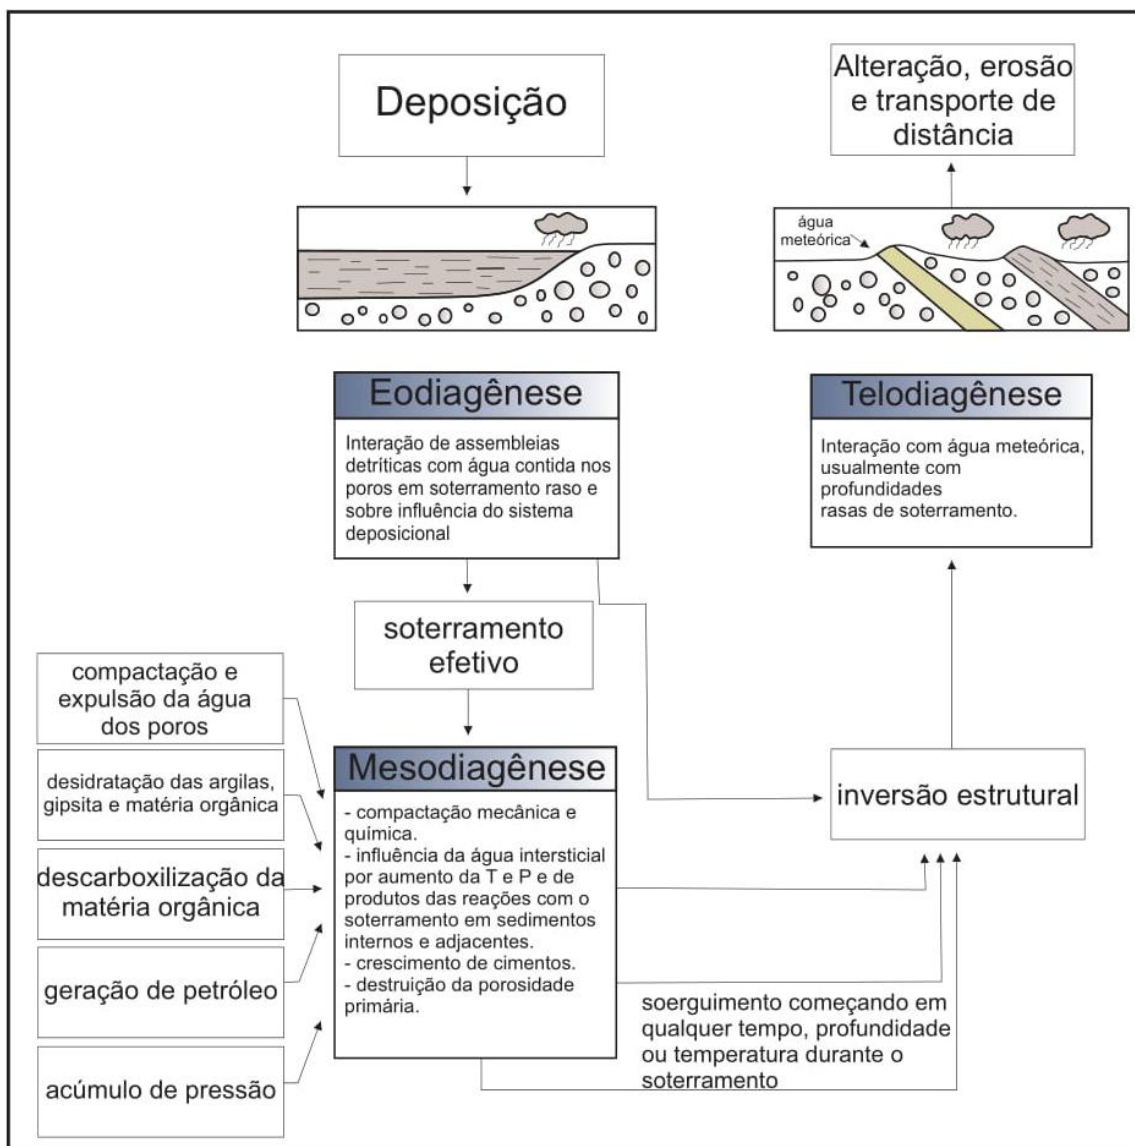 Deposição
Alteração, erosão
e transporte de
distância
água
meteórica
Eodiagênese
Interação de assembleias
detríticas com água contida nos
poros em soterramento raso e
sobre influência do sistema
deposicional
Telodiagênese
Interação com água meteórica,
usualmente com
profundidades
rasas de soterramento.
soterramento
efetivo
compactação e
expulsão da água
dos poros
desidratação das argilas,
gipsita e matéria orgânica
descarboxilização da
matéria orgânica
geração de petróleo
acúmulo de pressão
Mesodiagênese
- compactação mecânica e
química.
- influência da água intersticial
por aumento da T e P e de
produtos das reações com o
soterramento em sedimentos
internos e adjacentes.
- crescimento de cimentos.
- destruição da porosidade
primária.
inversão estrutural
soerguimento começando em
qualquer tempo, profundidade
ou temperatura durante o
soterramento